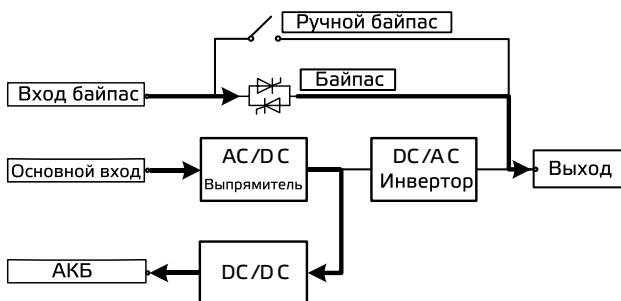 Ручной байпас
Байпас
Вход байпас
AC/DC
Выпрямитель
DC/AC
Инвертор
Основной вход
Выход
АКБ
DC/DC